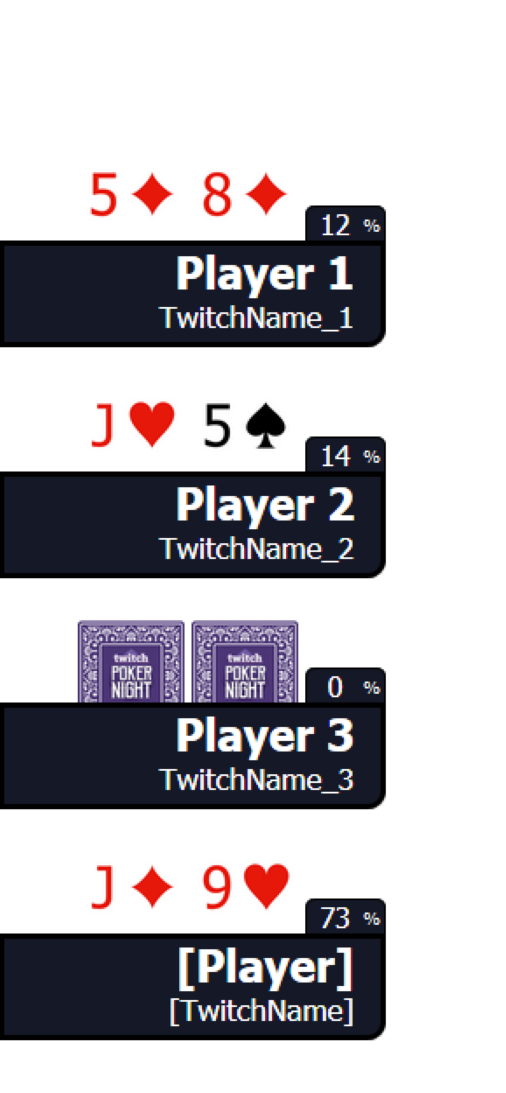 5♦ 8♦
12 %
Player 1
TwitchName_1
J♥ 5♠
14 %
Player 2
TwitchName_2
twitch POKER NIGHT
twitch POKER NIGHT
0 %
Player 3
TwitchName_3
J♦ 9♥
73 %
[Player]
[TwitchName]